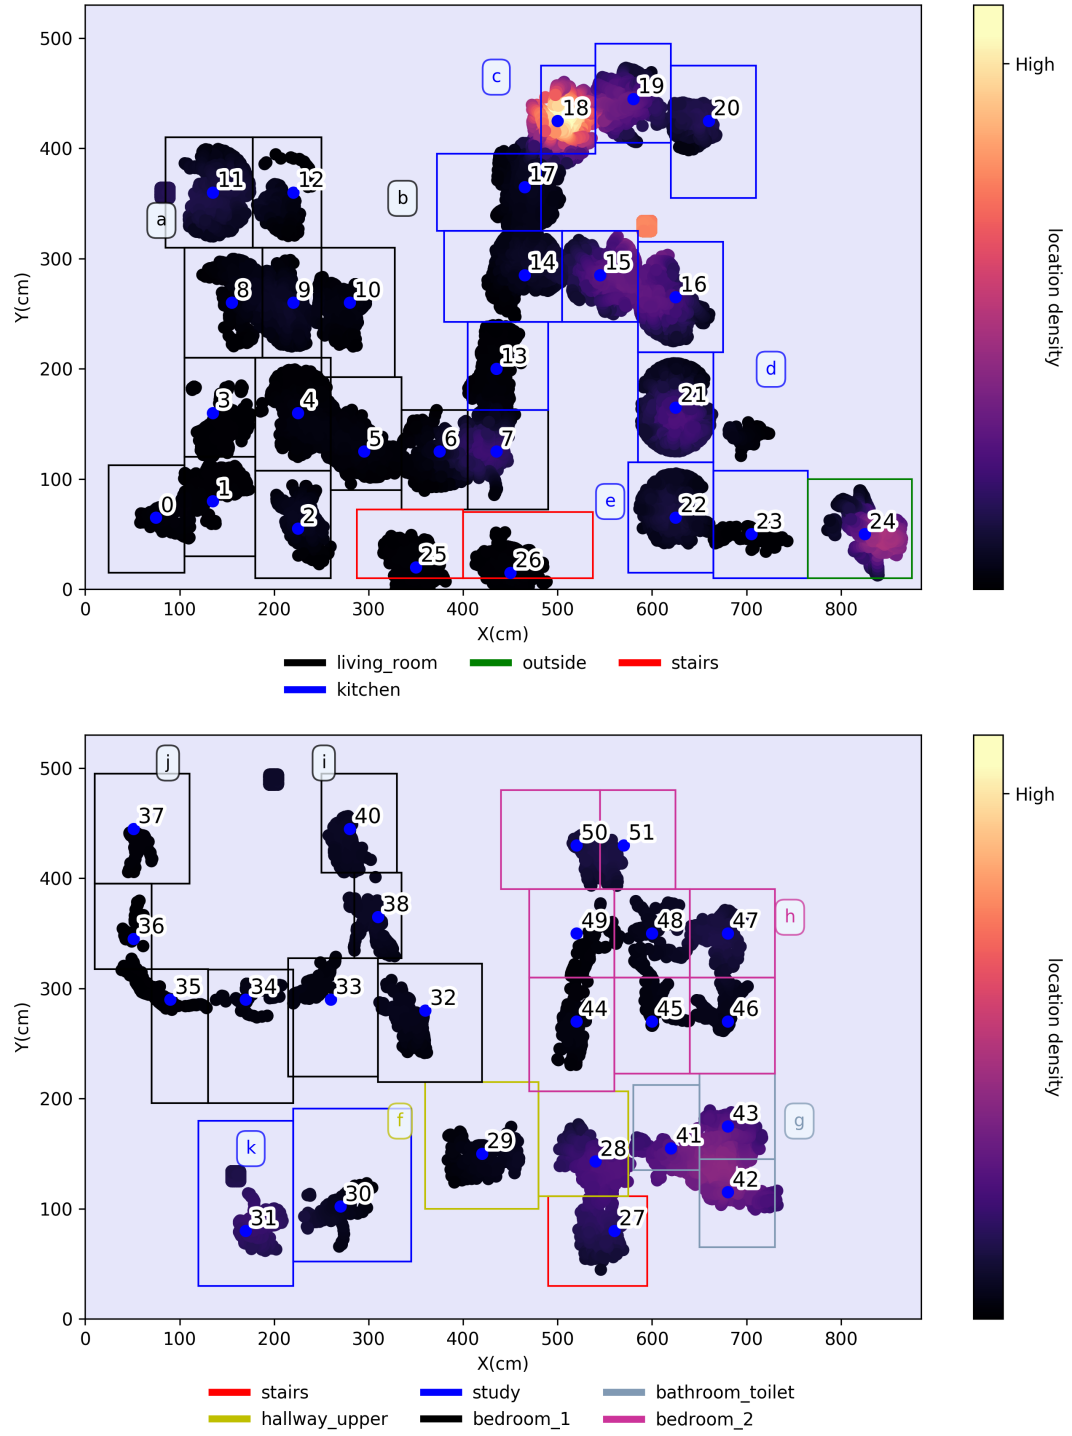 500
400
300
200
100
0
Y(cm)
c
18
19
20
11
12
a
b
17
14
15
16
8
9
10
13
d
3
4
21
5
6
7
0
1
2
e
22
23
24
25
26
0
100
200
300
400
500
600
700
800
X(cm)
High
location density
living_room
outside
stairs
kitchen
500
400
300
200
100
0
Y(cm)
j
i
37
40
50
51
36
38
49
48
47
h
35
34
33
32
44
45
46
k
f
29
28
41
43
g
42
31
30
27
0
100
200
300
400
500
600
700
800
X(cm)
High
location density
stairs
study
bathroom_toilet
hallway_upper
bedroom_1
bedroom_2